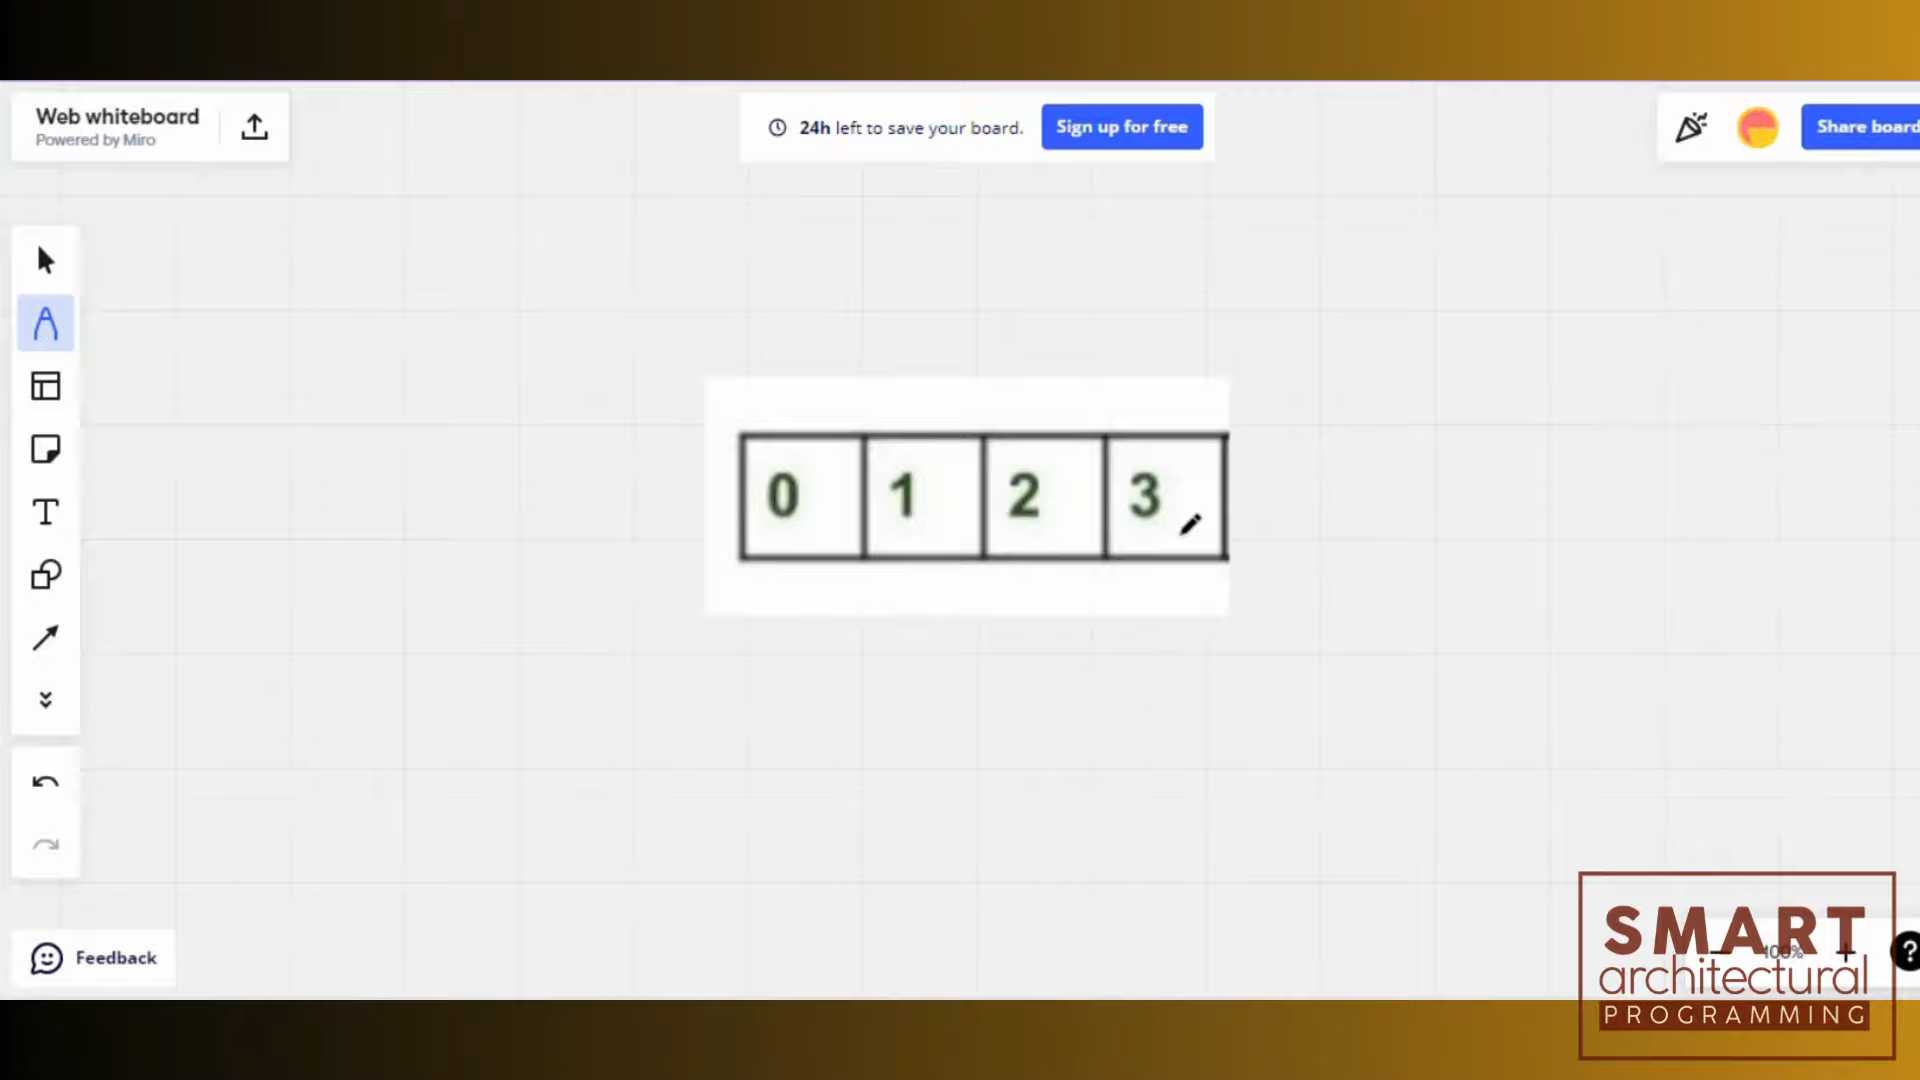 Web whiteboard
Powered by Miro
24h left to save your board.
Sign up for free
Share board
0 1 2 3
Feedback
100%
?
SMART
architectural
PROGRAMMING